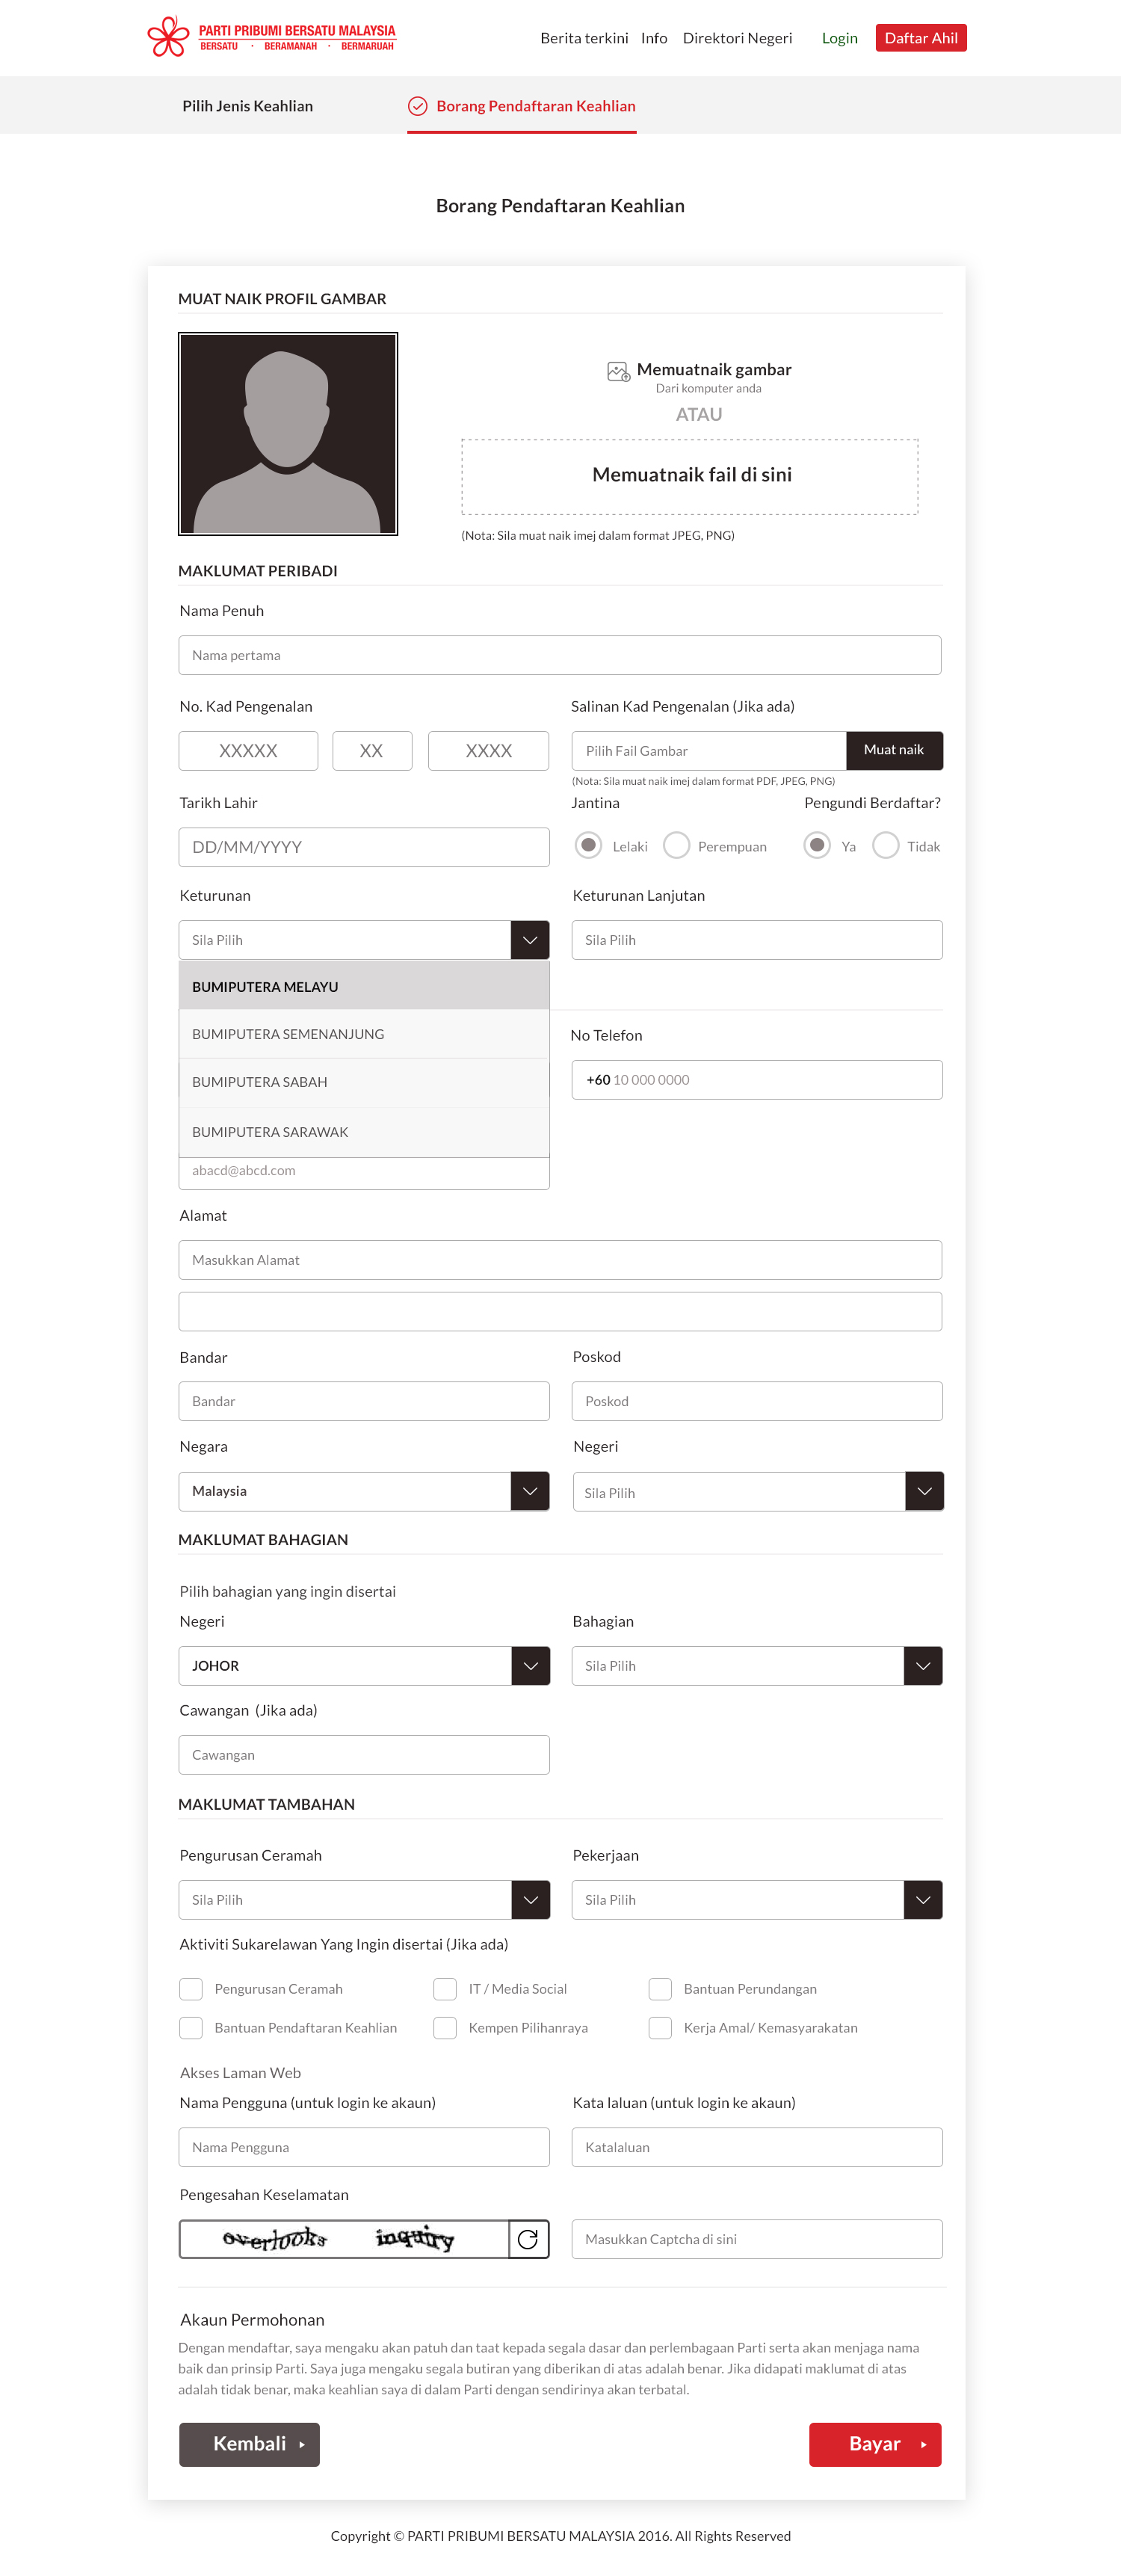 PARTI PRIBUMI BERSATU MALAYSIA
BERSATU · BERAMANAH · BERMARUAH
Berita terkini Info Direktori Negeri Login Daftar Ahil
Pilih Jenis Keahlian Borang Pendaftaran Keahlian
Borang Pendaftaran Keahlian
MUAT NAIK PROFIL GAMBAR
Memuatnaik gambar
Dari komputer anda
ATAU
Memuatnaik fail di sini
(Nota: Sila muat naik imej dalam format JPEG, PNG)
MAKLUMAT PERIBADI
Nama Penuh
Nama pertama
No. Kad Pengenalan Salinan Kad Pengenalan (Jika ada)
XXXXX XX XXXX Pilih Fail Gambar Muat naik
(Nota: Sila muat naik imej dalam format PDF, JPEG, PNG)
Tarikh Lahir Jantina Pengundi Berdaftar?
DD/MM/YYYY Lelaki Perempuan Ya Tidak
Keturunan Keturunan Lanjutan
Sila Pilih Sila Pilih
BUMIPUTERA MELAYU
BUMIPUTERA SEMENANJUNG No Telefon
BUMIPUTERA SABAH +60 10 000 0000
BUMIPUTERA SARAWAK
abacd@abcd.com
Alamat
Masukkan Alamat
Bandar Poskod
Bandar Poskod
Negara Negeri
Malaysia Sila Pilih
MAKLUMAT BAHAGIAN
Pilih bahagian yang ingin disertai
Negeri Bahagian
JOHOR Sila Pilih
Cawangan (Jika ada)
Cawangan
MAKLUMAT TAMBAHAN
Pengurusan Ceramah Pekerjaan
Sila Pilih Sila Pilih
Aktiviti Sukarelawan Yang Ingin disertai (Jika ada)
Pengurusan Ceramah IT / Media Social Bantuan Perundangan
Bantuan Pendaftaran Keahlian Kempen Pilihanraya Kerja Amal/ Kemasyarakatan
Akses Laman Web
Nama Pengguna (untuk login ke akaun) Kata laluan (untuk login ke akaun)
Nama Pengguna Katalaluan
Pengesahan Keselamatan
overlooks inquiry Masukkan Captcha di sini
Akaun Permohonan
Dengan mendaftar, saya mengaku akan patuh dan taat kepada segala dasar dan perlembagaan Parti serta akan menjaga nama
baik dan prinsip Parti. Saya juga mengaku segala butiran yang diberikan di atas adalah benar. Jika didapati maklumat di atas
adalah tidak benar, maka keahlian saya di dalam Parti dengan sendirinya akan terbatal.
Kembali Bayar
Copyright © PARTI PRIBUMI BERSATU MALAYSIA 2016. All Rights Reserved